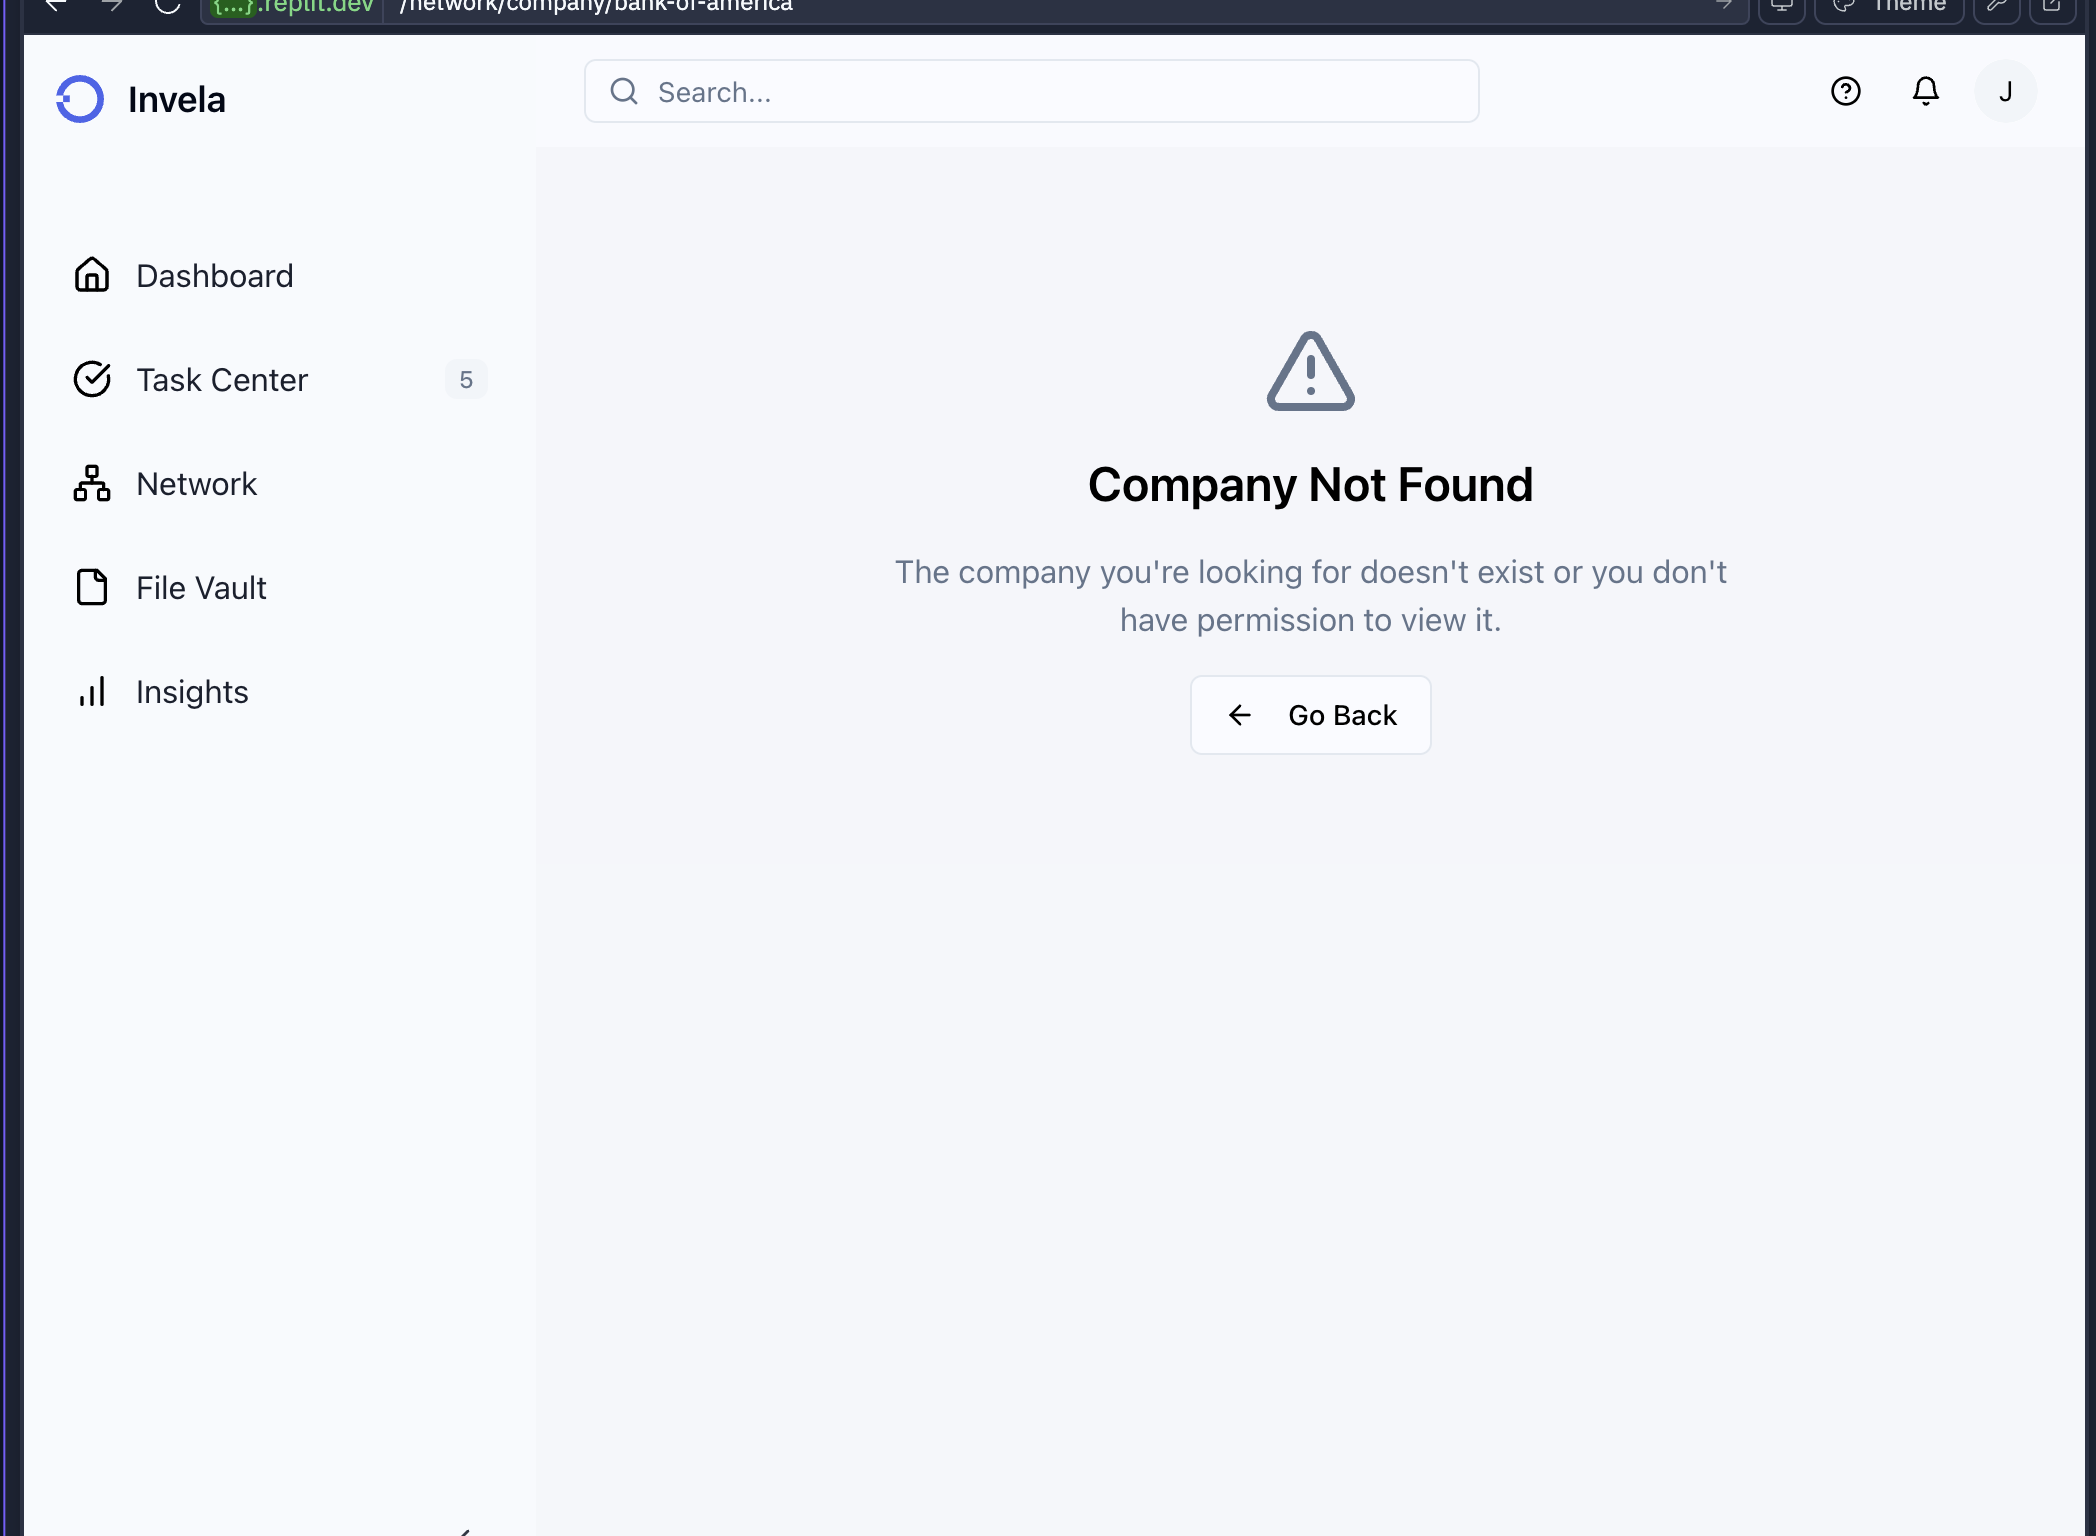 {...}.replit.dev /network/company/bank-of-america
Theme
Invela
Search...
J
Dashboard
Task Center 5
Network
File Vault
Insights
Company Not Found
The company you're looking for doesn't exist or you don't
have permission to view it.
Go Back